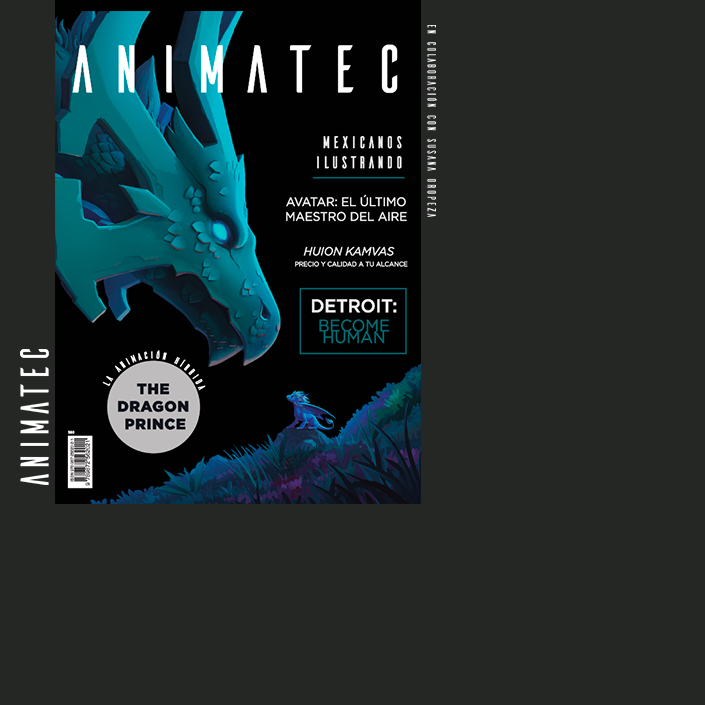 ANIMATEC
MEXICANOS
ILUSTRANDO
AVATAR: EL ÚLTIMO
MAESTRO DEL AIRE
HUION KAMVAS
PRECIO Y CALIDAD A TU ALCANCE
DETROIT:
BECOME
HUMAN
LA ANIMACIÓN HÍBRIDA
THE
DRAGON
PRINCE
ANIMATEC
EN COLABORACIÓN CON SUSANA OROPEZA